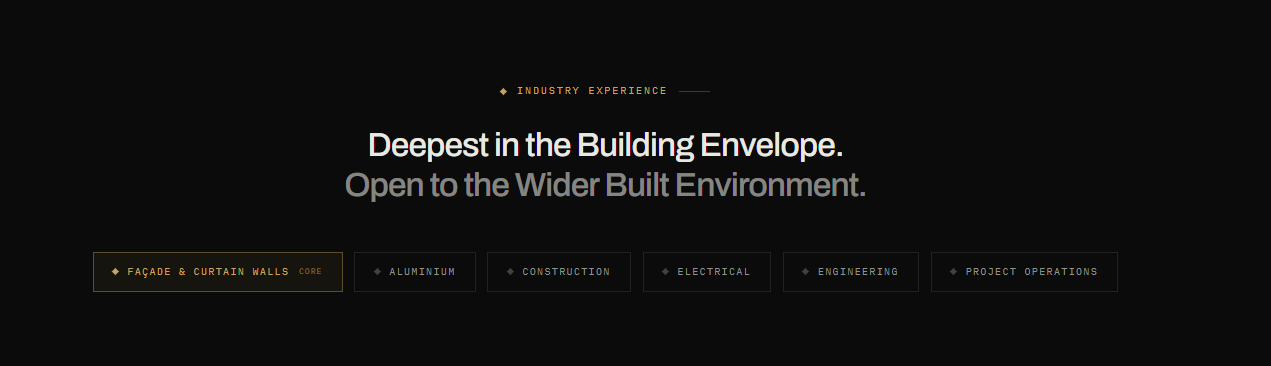 INDUSTRY EXPERIENCE
Deepest in the Building Envelope.
Open to the Wider Built Environment.
FAÇADE & CURTAIN WALLS CORE
ALUMINIUM
CONSTRUCTION
ELECTRICAL
ENGINEERING
PROJECT OPERATIONS